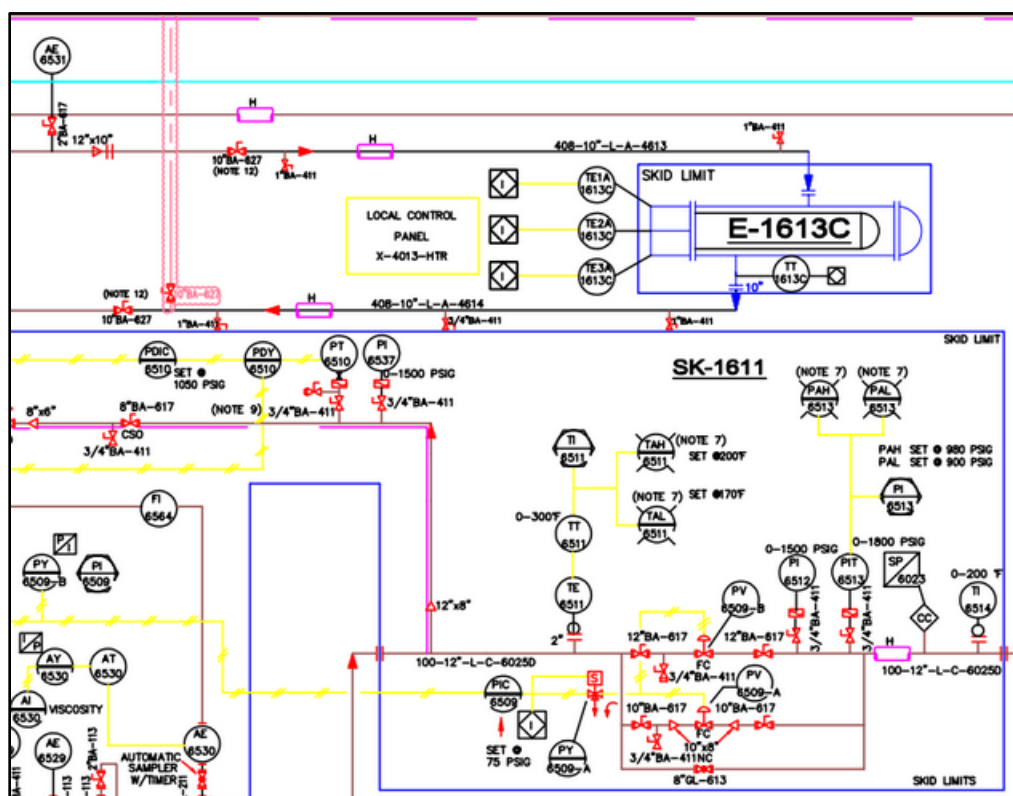 AE
6531
2"BA-617
12"x10"
H
H
10"BA-627
(NOTE 12)
1"BA-411
408-10"-L-A-4613
1"BA-411
SKID LIMIT
LOCAL CONTROL
PANEL
X-4013-HTR
I
TE1A
1613C
I
TE2A
1613C
I
TE3A
1613C
E-1613C
TT
1613C
10"
(NOTE 12)
10"BA-627
10"BA-627
H
408-10"-L-A-4614
1"BA-411
3/4"BA-411
1"BA-411
SKID LIMIT
PDIC
6510
SET @
1050 PSIG
PDY
6510
PT
6510
PI
6537
0-1500 PSIG
SK-1611
3/4"BA-411
3/4"BA-411
8"x6"
8"BA-617
CSO
(NOTE 9)
3/4"BA-411
(NOTE 7)
PAH
6513
(NOTE 7)
PAL
6513
PAH SET @ 980 PSIG
PAL SET @ 900 PSIG
TI
6511
TAH
6511
(NOTE 7)
SET @200°F
(NOTE 7)
TAL
6511
SET @170°F
PI
6513
FI
6564
0-300°F
TT
6511
P
I
PY
6509-B
PI
6509
TE
6511
2"
12"x8"
PV
6509-B
0-1500 PSIG
PI
6512
3/4"BA-411
0-1800 PSIG
PIT
6513
3/4"BA-411
SP
6023
CC
0-200 °F
TI
6514
12"BA-617
12"BA-617
FC
3/4"BA-411
H
100-12"-L-C-6025D
100-12"-L-C-6025D
I
P
AY
6530
AT
6530
AI
6530
VISCOSITY
PIC
6509
SET @
75 PSIG
I
S
PY
6509-A
PV
6509-A
10"BA-617
10"BA-617
FC
10"x8"
3/4"BA-411NC
8"GL-613
AE
6529
2"BA-113
AUTOMATIC
SAMPLER
W/TIMER
AE
6530
SKID LIMITS